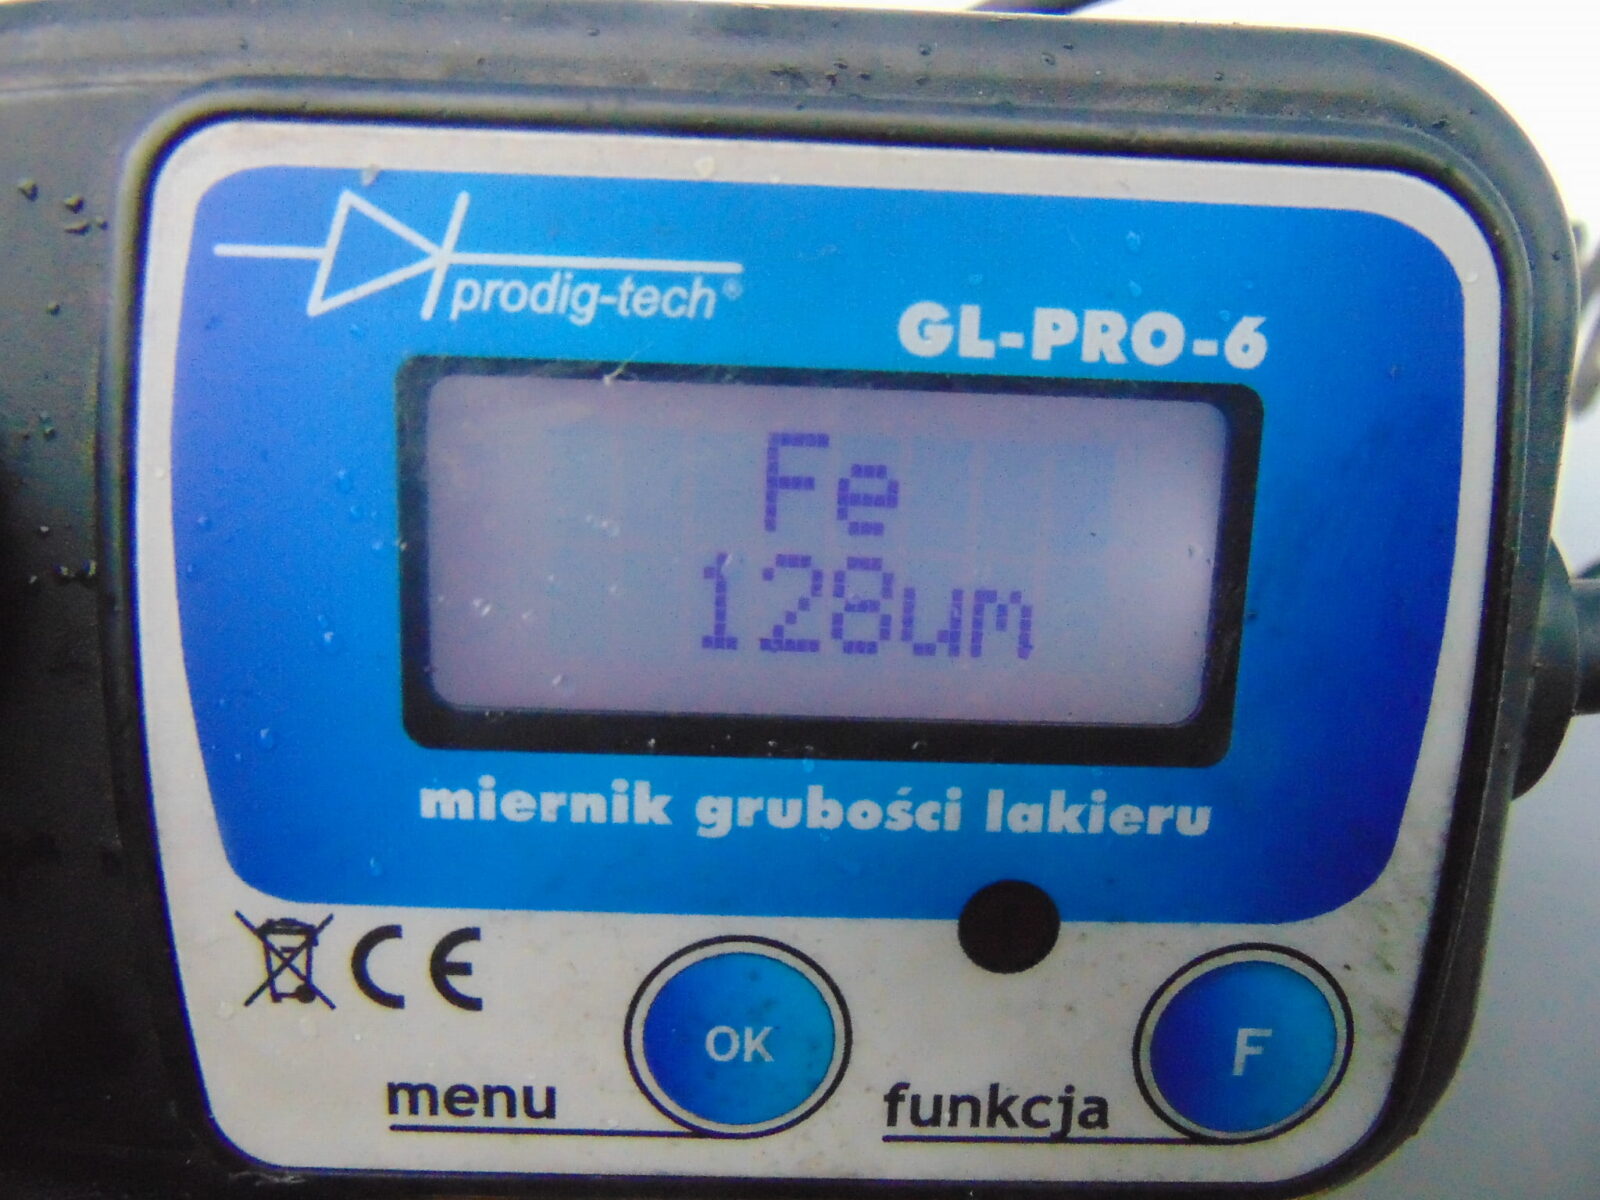 prodig-tech®
GL-PRO-6
Fe
128um
miernik grubości lakieru
CE
OK
F
menu
funkcja